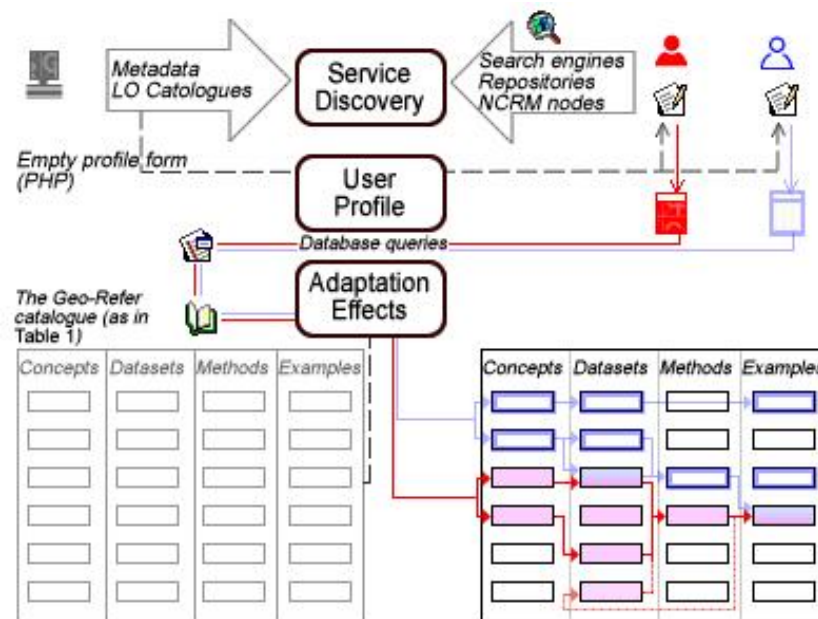 Metadata
LO Catologues
Service
Discovery
Search engines
Repositories
NCRM nodes
Empty profile form
(PHP)
User
Profile
Database queries
Adaptation
Effects
The Geo-Refer
catalogue (as in
Table 1)
Concepts Datasets Methods Examples
Concepts Datasets Methods Examples